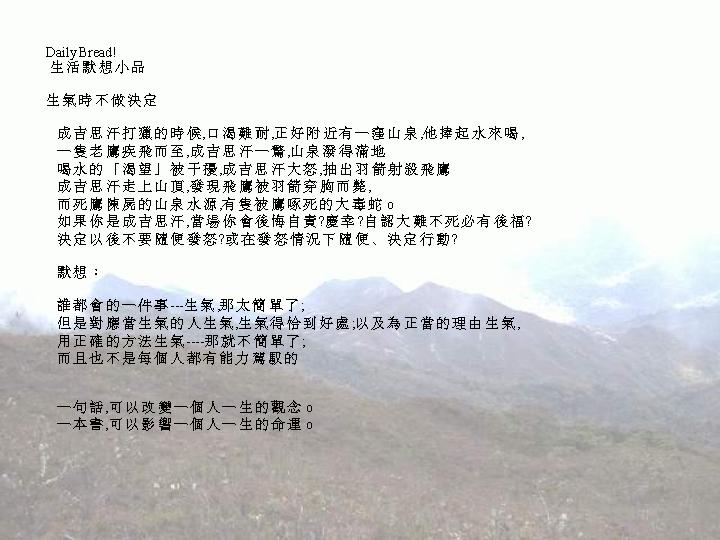 Daily Bread!
生活默想小品
生氣時不做決定
成吉思汗打獵的時候,口渴難耐,正好附近有一窪山泉,他捧起水來喝,
一隻老鷹疾飛而至,成吉思汗一驚,山泉潑得滿地
喝水的「渴望」被干擾,成吉思汗大怒,抽出羽箭射殺飛鷹
成吉思汗走上山頂,發現飛鷹被羽箭穿胸而斃,
而死鷹陳屍的山泉水源,有隻被鷹啄死的大毒蛇o
如果你是成吉思汗,當場你會後悔自責?慶幸?自認大難不死必有後福?
決定以後不要隨便發怒?或在發怒情況下隨便、決定行動?
默想：
誰都會的一件事---生氣,那太簡單了;
但是對應當生氣的人生氣,生氣得恰到好處;以及為正當的理由生氣,
用正確的方法生氣----那就不簡單了;
而且也不是每個人都有能力駕馭的
一句話,可以改變一個人一生的觀念o
一本書,可以影響一個人一生的命運o